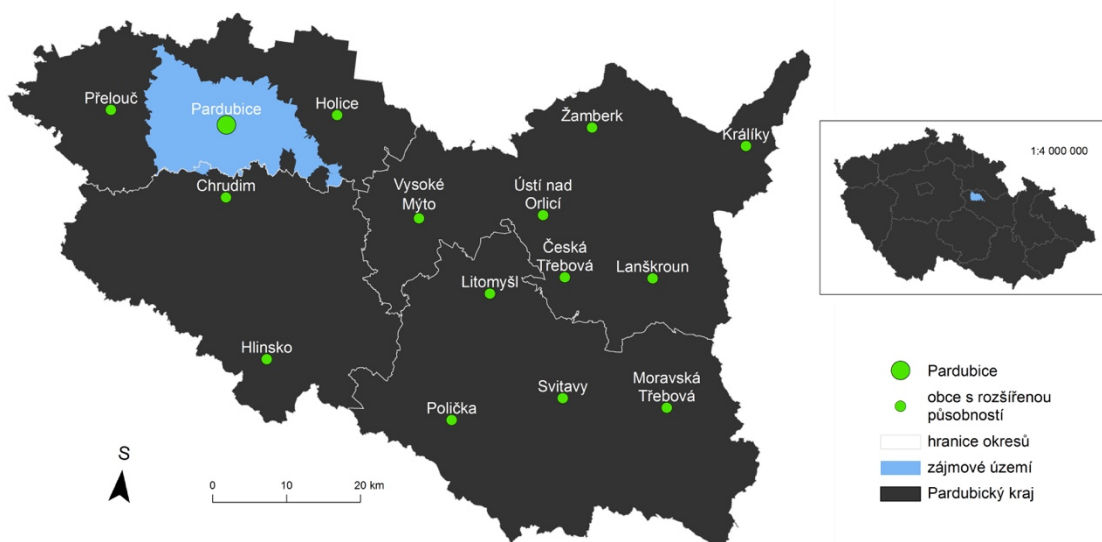 Přelouč
Pardubice
Holice
Žamberk
Králíky
Chrudim
Vysoké
Mýto
Ústí nad
Orlicí
Česká
Třebová
Lanškroun
Litomyšl
Hlinsko
Svitavy
Moravská
Třebová
Polička
S
0 10 20 km
1:4 000 000
Pardubice
obce s rozšířenou
působností
hranice okresů
zájmové území
Pardubický kraj